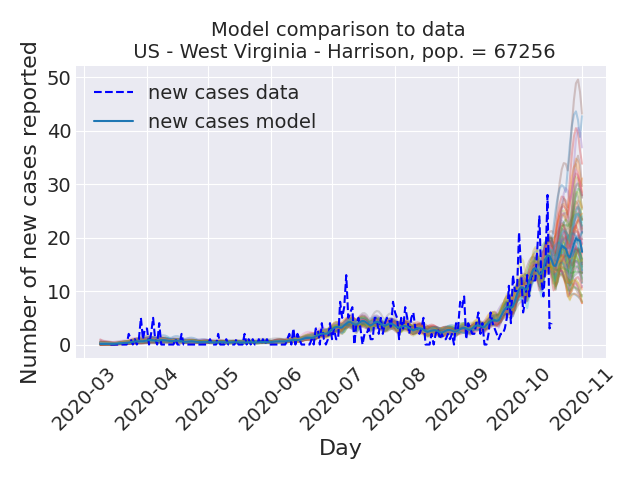 Model comparison to data
US - West Virginia - Harrison, pop. = 67256
Number of new cases reported
50
40
30
20
10
0
new cases data
new cases model
2020-03
2020-04
2020-05
2020-06
2020-07
2020-08
2020-09
2020-10
2020-11
Day